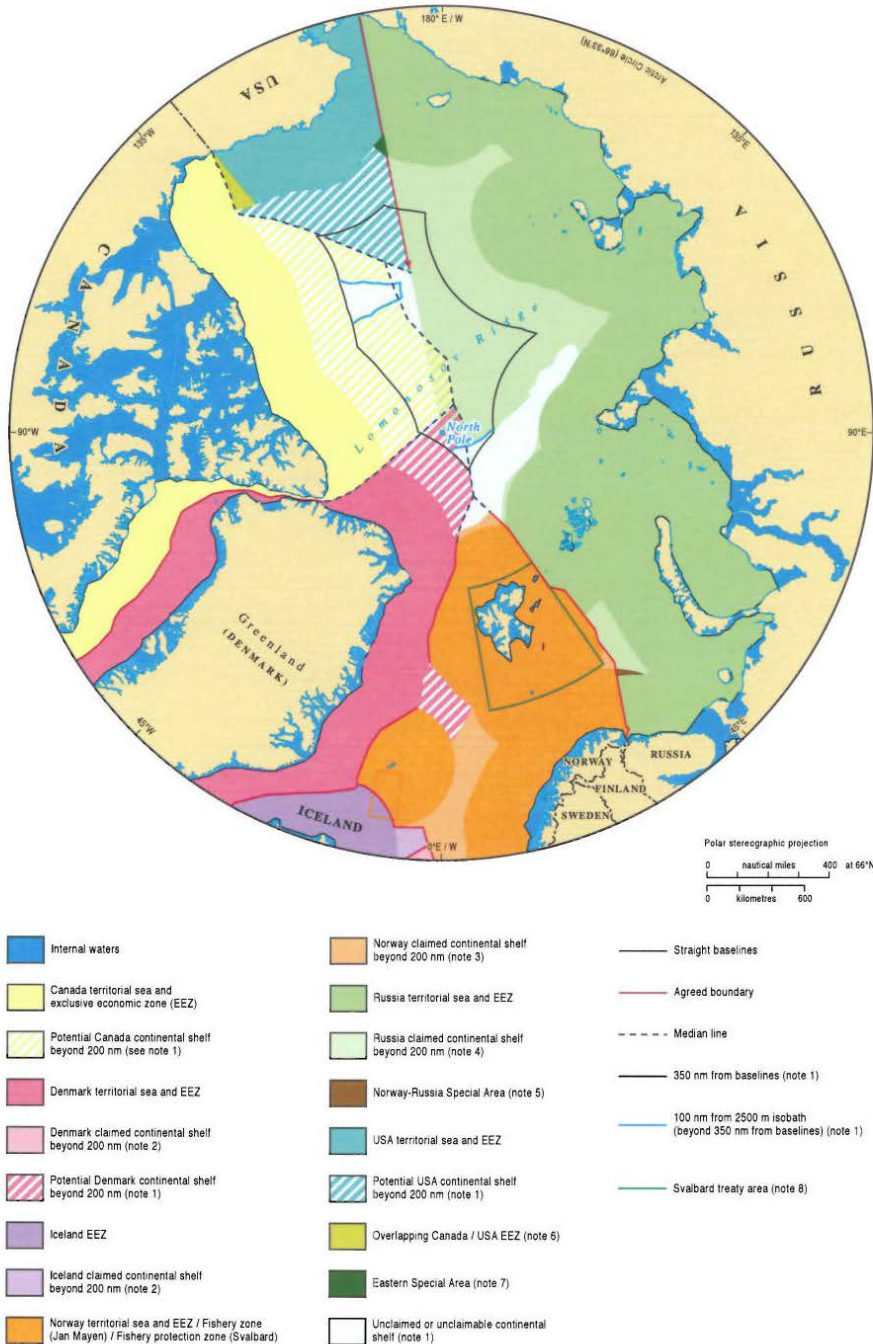 180° E / W
Arctic Circle (66°33'N)
USA
135°W
135°E
CANADA
RUSSIA
Lomonosov Ridge
90°W
North
Pole
90°E
Greenland
(DENMARK)
45°W
45°E
NORWAY
RUSSIA
FINLAND
SWEDEN
ICELAND
0°E / W
Polar stereographic projection
0 nautical miles 400 at 66°N
0 kilometres 600
Internal waters
Canada territorial sea and
exclusive economic zone (EEZ)
Potential Canada continental shelf
beyond 200 nm (see note 1)
Denmark territorial sea and EEZ
Denmark claimed continental shelf
beyond 200 nm (note 2)
Potential Denmark continental shelf
beyond 200 nm (note 1)
Iceland EEZ
Iceland claimed continental shelf
beyond 200 nm (note 2)
Norway territorial sea and EEZ / Fishery zone
(Jan Mayen) / Fishery protection zone (Svalbard)
Norway claimed continental shelf
beyond 200 nm (note 3)
Russia territorial sea and EEZ
Russia claimed continental shelf
beyond 200 nm (note 4)
Norway-Russia Special Area (note 5)
USA territorial sea and EEZ
Potential USA continental shelf
beyond 200 nm (note 1)
Overlapping Canada / USA EEZ (note 6)
Eastern Special Area (note 7)
Unclaimed or unclaimable continental
shelf (note 1)
Straight baselines
Agreed boundary
Median line
350 nm from baselines (note 1)
100 nm from 2500 m isobath
(beyond 350 nm from baselines) (note 1)
Svalbard treaty area (note 8)